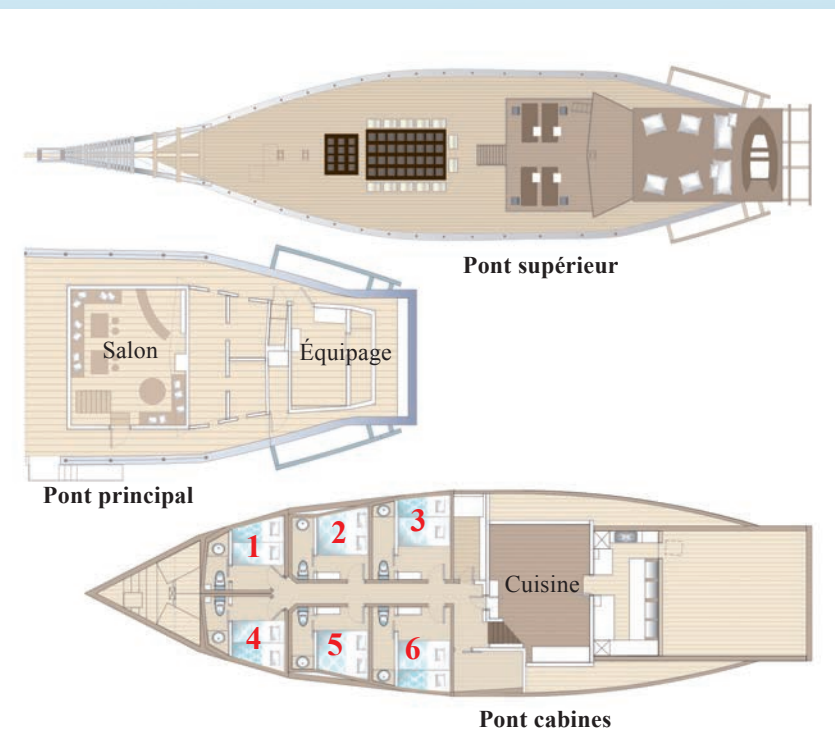 Pont supérieur
Salon
Équipage
Pont principal
1
2
3
Cuisine
4
5
6
Pont cabines